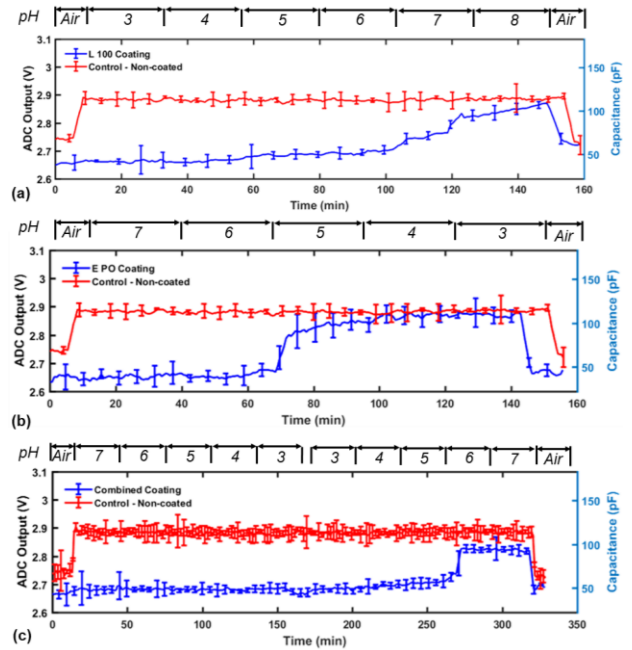 pH Air 3 4 5 6 7 8 Air
3.1
3
2.9
2.8
2.7
2.6
ADC Output (V)
L 100 Coating
Control - Non-coated
150
100
50
Capacitance (pF)
0 20 40 60 80 100 120 140 160
(a) Time (min)
pH Air 7 6 5 4 3 Air
3.1
3
2.9
2.8
2.7
2.6
ADC Output (V)
E PO Coating
Control - Non-coated
150
100
50
0
Capacitance (pF)
0 20 40 60 80 100 120 140 160
(b) Time (min)
pH Air 7 6 5 4 3 3 4 5 6 7 Air
3.1
3
2.9
2.8
2.7
2.6
ADC Output (V)
Combined Coating
Control - Non-coated
150
100
50
0
Capacitance (pF)
0 50 100 150 200 250 300 350
(c) Time (min)